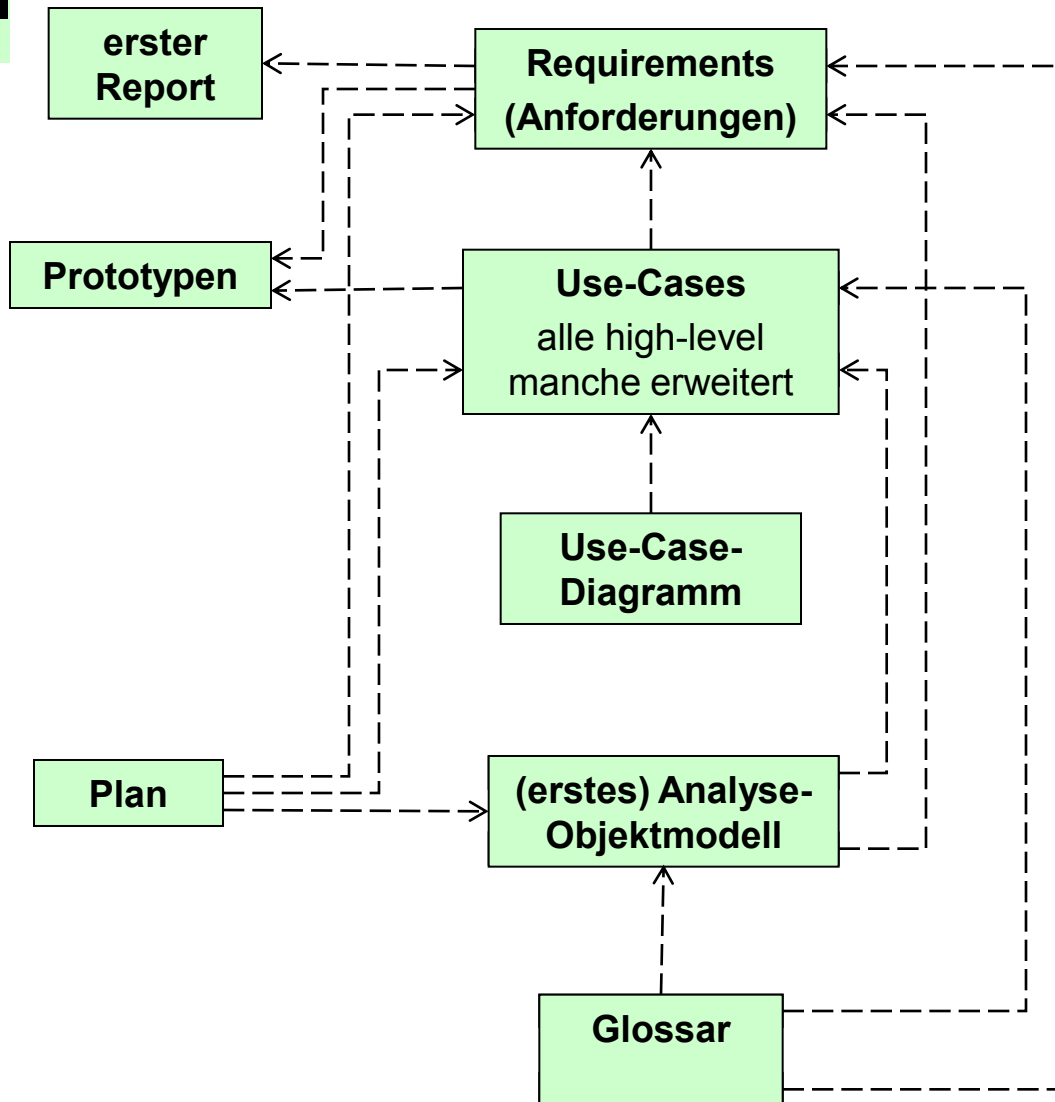 erster
Report
Requirements
(Anforderungen)
Prototypen
Use-Cases
alle high-level
manche erweitert
Use-Case-
Diagramm
Plan
(erstes) Analyse-
Objektmodell
Glossar